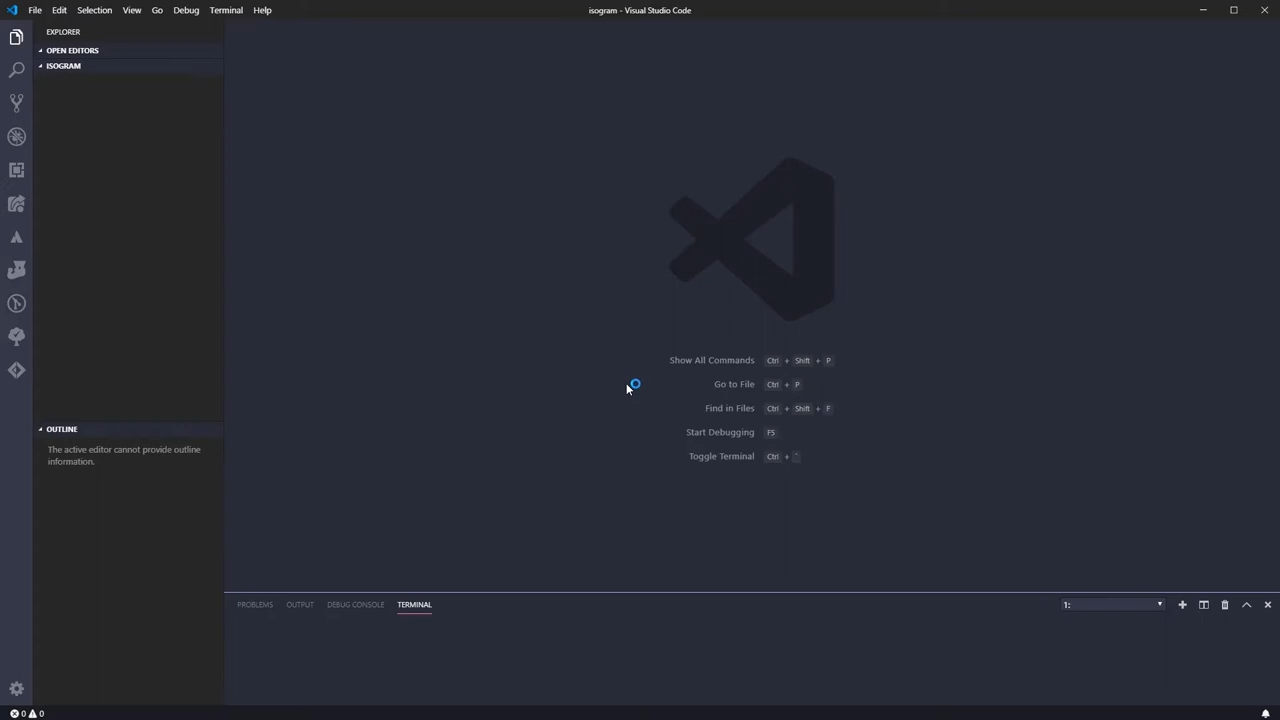 File Edit Selection View Go Debug Terminal Help
isogram - Visual Studio Code
EXPLORER
OPEN EDITORS
ISOGRAM
Show All Commands Ctrl + Shift + P
Go to File Ctrl + P
Find in Files Ctrl + Shift + F
Start Debugging F5
Toggle Terminal Ctrl + `
OUTLINE
The active editor cannot provide outline
information.
PROBLEMS OUTPUT DEBUG CONSOLE TERMINAL
1:
0 0